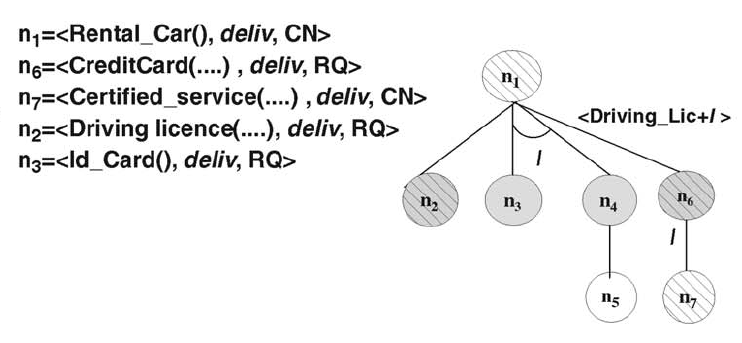 n1=<Rental_Car(), deliv, CN>
n6=<CreditCard(....) , deliv, RQ>
n7=<Certified_service(....) , deliv, CN>
n2=<Driving licence(....), deliv, RQ>
n3=<Id_Card(), deliv, RQ>
n1
<Driving_Lic+I >
I
n2
n3
n4
n6
I
n5
n7